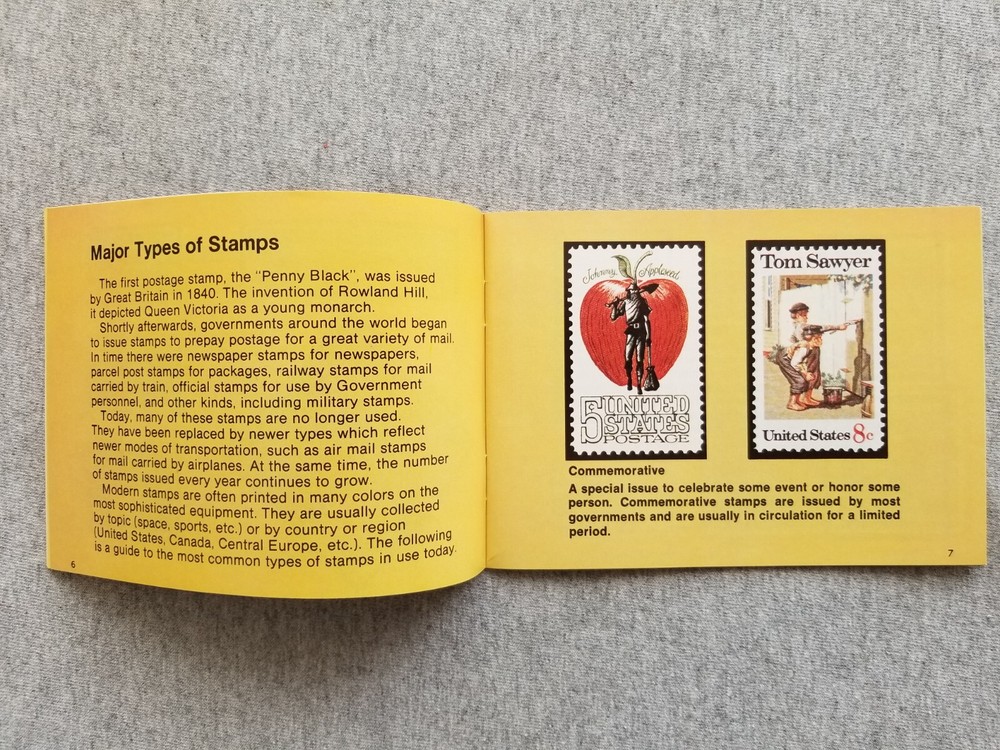 Major Types of Stamps
The first postage stamp, the "Penny Black", was issued
by Great Britain in 1840. The invention of Rowland Hill,
it depicted Queen Victoria as a young monarch.
Shortly afterwards, governments around the world began
to issue stamps to prepay postage for a great variety of mail.
In time there were newspaper stamps for newspapers,
parcel post stamps for packages, railway stamps for mail
carried by train, official stamps for use by Government
personnel, and other kinds, including military stamps.
Today, many of these stamps are no longer used.
They have been replaced by newer types which reflect
newer modes of transportation, such as air mail stamps
for mail carried by airplanes. At the same time, the number
of stamps issued every year continues to grow.
Modern stamps are often printed in many colors on the
most sophisticated equipment. They are usually collected
by topic (space, sports, etc.) or by country or region
(United States, Canada, Central Europe, etc.). The following
is a guide to the most common types of stamps in use today.
6
Johnny Appleseed
5 UNITED
STATES
POSTAGE
Tom Sawyer
United States 8c
Commemorative
A special issue to celebrate some event or honor some
person. Commemorative stamps are issued by most
governments and are usually in circulation for a limited
period.
7